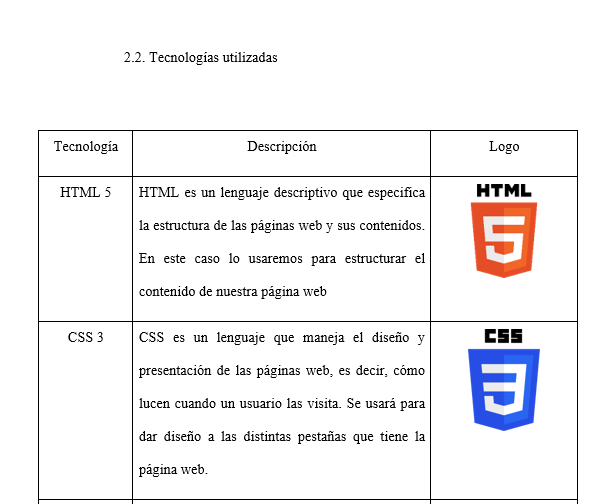 2.2. Tecnologías utilizadas
Tecnología
Descripción
Logo
HTML 5
HTML es un lenguaje descriptivo que especifica
la estructura de las páginas web y sus contenidos.
En este caso lo usaremos para estructurar el
contenido de nuestra página web
HTML
5
CSS 3
CSS es un lenguaje que maneja el diseño y
presentación de las páginas web, es decir, cómo
lucen cuando un usuario las visita. Se usará para
dar diseño a las distintas pestañas que tiene la
página web.
CSS
3